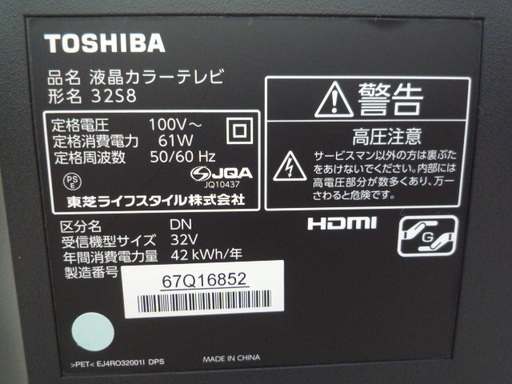 TOSHIBA
品名 液晶カラーテレビ
形名 32S8
定格電圧 100V～
定格消費電力 61W
定格周波数 50/60 Hz
PS
E
JQA
JQ10437
東芝ライフスタイル株式会社
区分名 DN
受信機型サイズ 32V
年間消費電力量 42 kWh/年
製造番号
67Q16852
>PET< EJ4RO32001I DPS
MADE IN CHINA
警告
高圧注意
サービスマン以外の方は裏ぶた
をあけないでください。内部には
高電圧部分が数多くあり、万一
さわると危険です。
HDMI
G